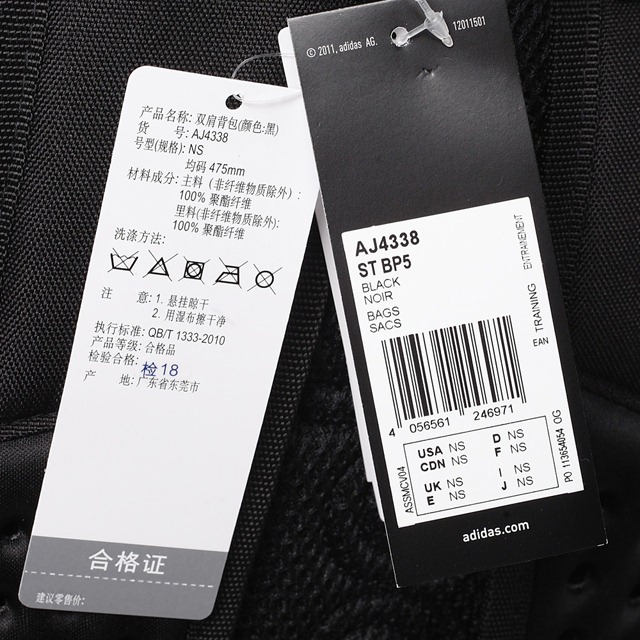 产品名称: 双肩背包(颜色:黑)
货 号: AJ4338
号型(规格): NS
均码 475mm
材料成分: 主料（非纤维物质除外）:
100% 聚酯纤维
里料(非纤维物质除外):
100% 聚酯纤维
洗涤方法:
注 意: 1. 悬挂晾干
2. 用湿布擦干净
执行标准: QB/T 1333-2010
产品等级: 合格品
检验合格: 检18
产 地: 广东省东莞市
合格证
建议零售价:
© 2011, adidas AG.
12011501
AJ4338
ST BP5
BLACK
NOIR
BAGS
SACS
TRAINING
ENTRAINEMENT
EAN
4 056561 246971
ASSMCV04
USA NS D NS
CDN NS F NS
UK NS I NS
E NS J NS
PO 113654054 OG
adidas.com